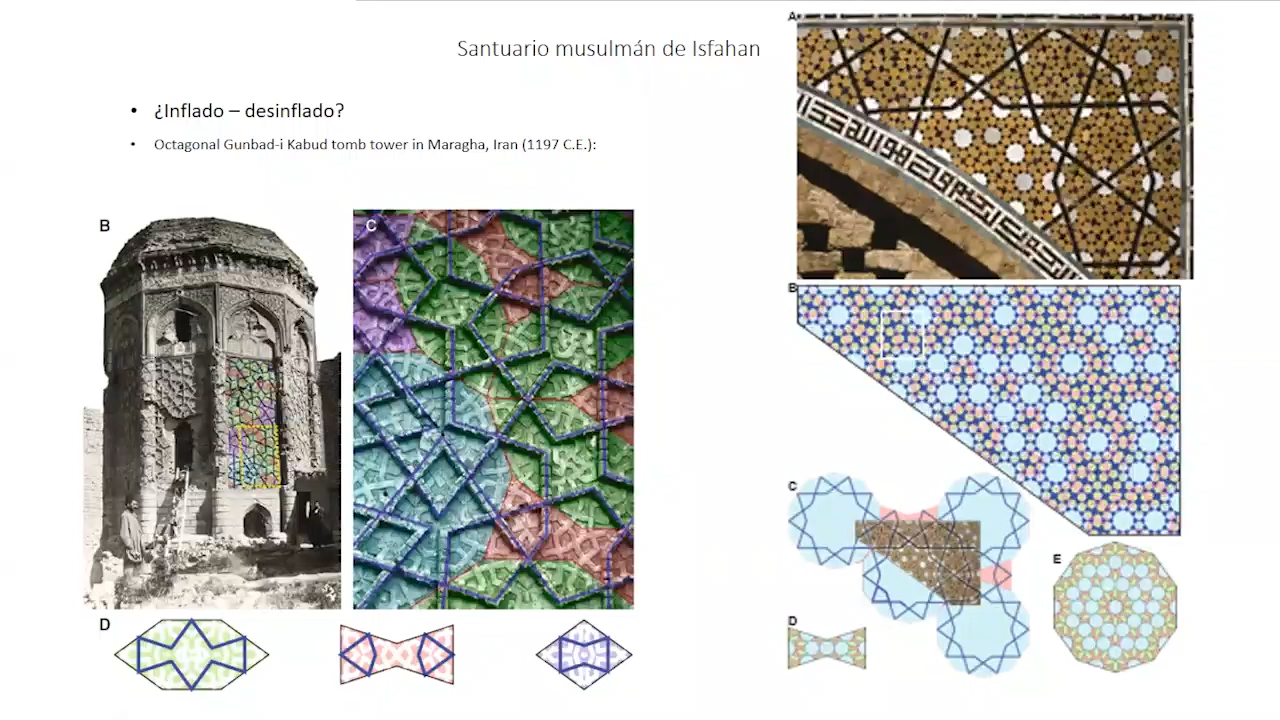 Santuario musulmán de Isfahan
• ¿Inflado – desinflado?
• Octagonal Gunbad-i Kabud tomb tower in Maragha, Iran (1197 C.E.):
B
C
D
A
B
C
D
E